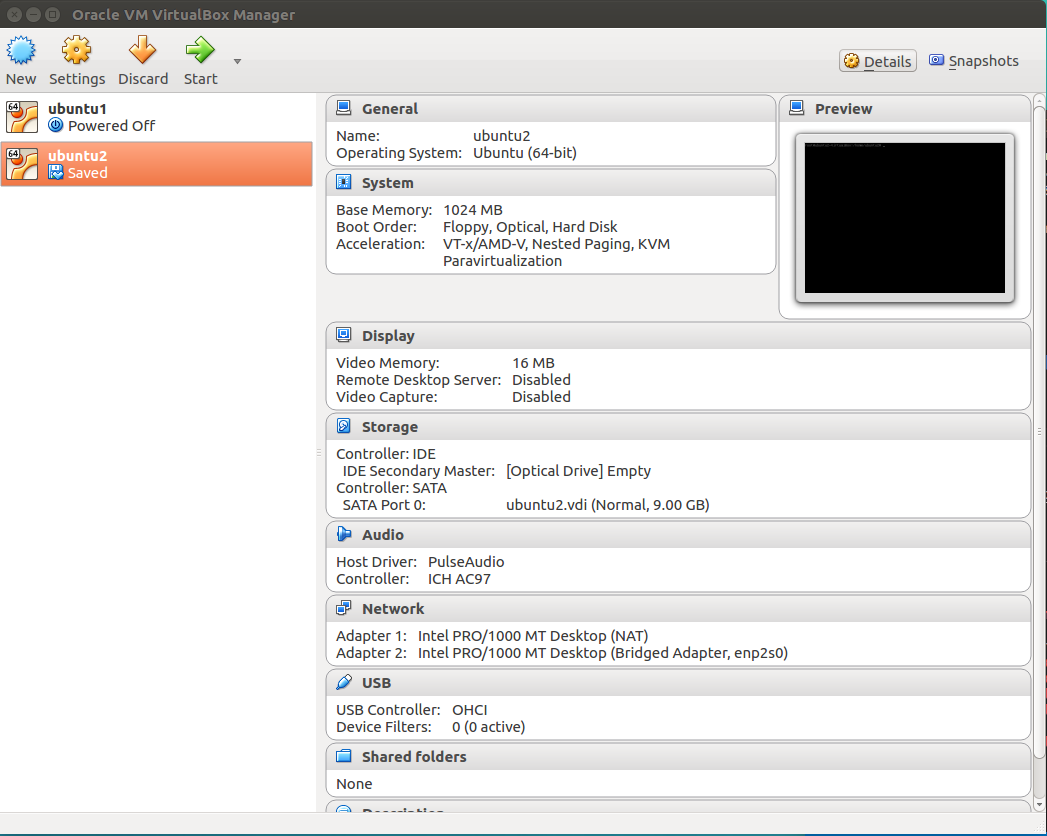 Oracle VM VirtualBox Manager
New Settings Discard Start
Details Snapshots
64
ubuntu1
Powered Off
64
ubuntu2
Saved
General
Name: ubuntu2
Operating System: Ubuntu (64-bit)
System
Base Memory: 1024 MB
Boot Order: Floppy, Optical, Hard Disk
Acceleration: VT-x/AMD-V, Nested Paging, KVM
Paravirtualization
Preview
Display
Video Memory: 16 MB
Remote Desktop Server: Disabled
Video Capture: Disabled
Storage
Controller: IDE
IDE Secondary Master: [Optical Drive] Empty
Controller: SATA
SATA Port 0: ubuntu2.vdi (Normal, 9.00 GB)
Audio
Host Driver: PulseAudio
Controller: ICH AC97
Network
Adapter 1: Intel PRO/1000 MT Desktop (NAT)
Adapter 2: Intel PRO/1000 MT Desktop (Bridged Adapter, enp2s0)
USB
USB Controller: OHCI
Device Filters: 0 (0 active)
Shared folders
None
Description